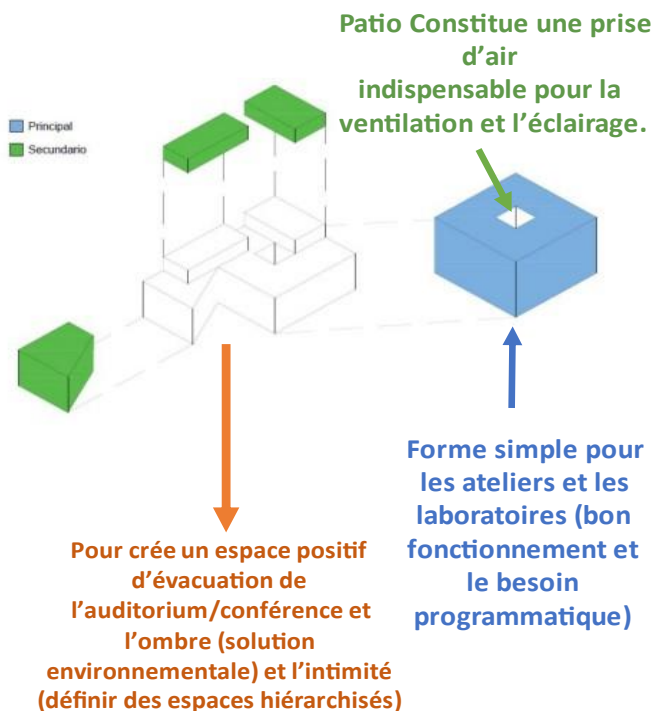 Patio Constitue une prise
d’air
indispensable pour la
ventilation et l’éclairage.
Principal
Secundario
Forme simple pour
les ateliers et les
laboratoires (bon
fonctionnement et
le besoin
programmatique)
Pour crée un espace positif
d’évacuation de
l’auditorium/conférence et
l’ombre (solution
environnementale) et l’intimité
(définir des espaces hiérarchisés)